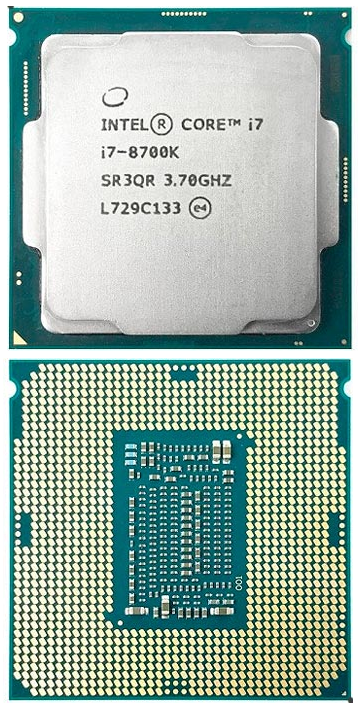 INTEL® CORE™ i7
i7-8700K
SR3QR 3.70GHZ
L729C133 e4